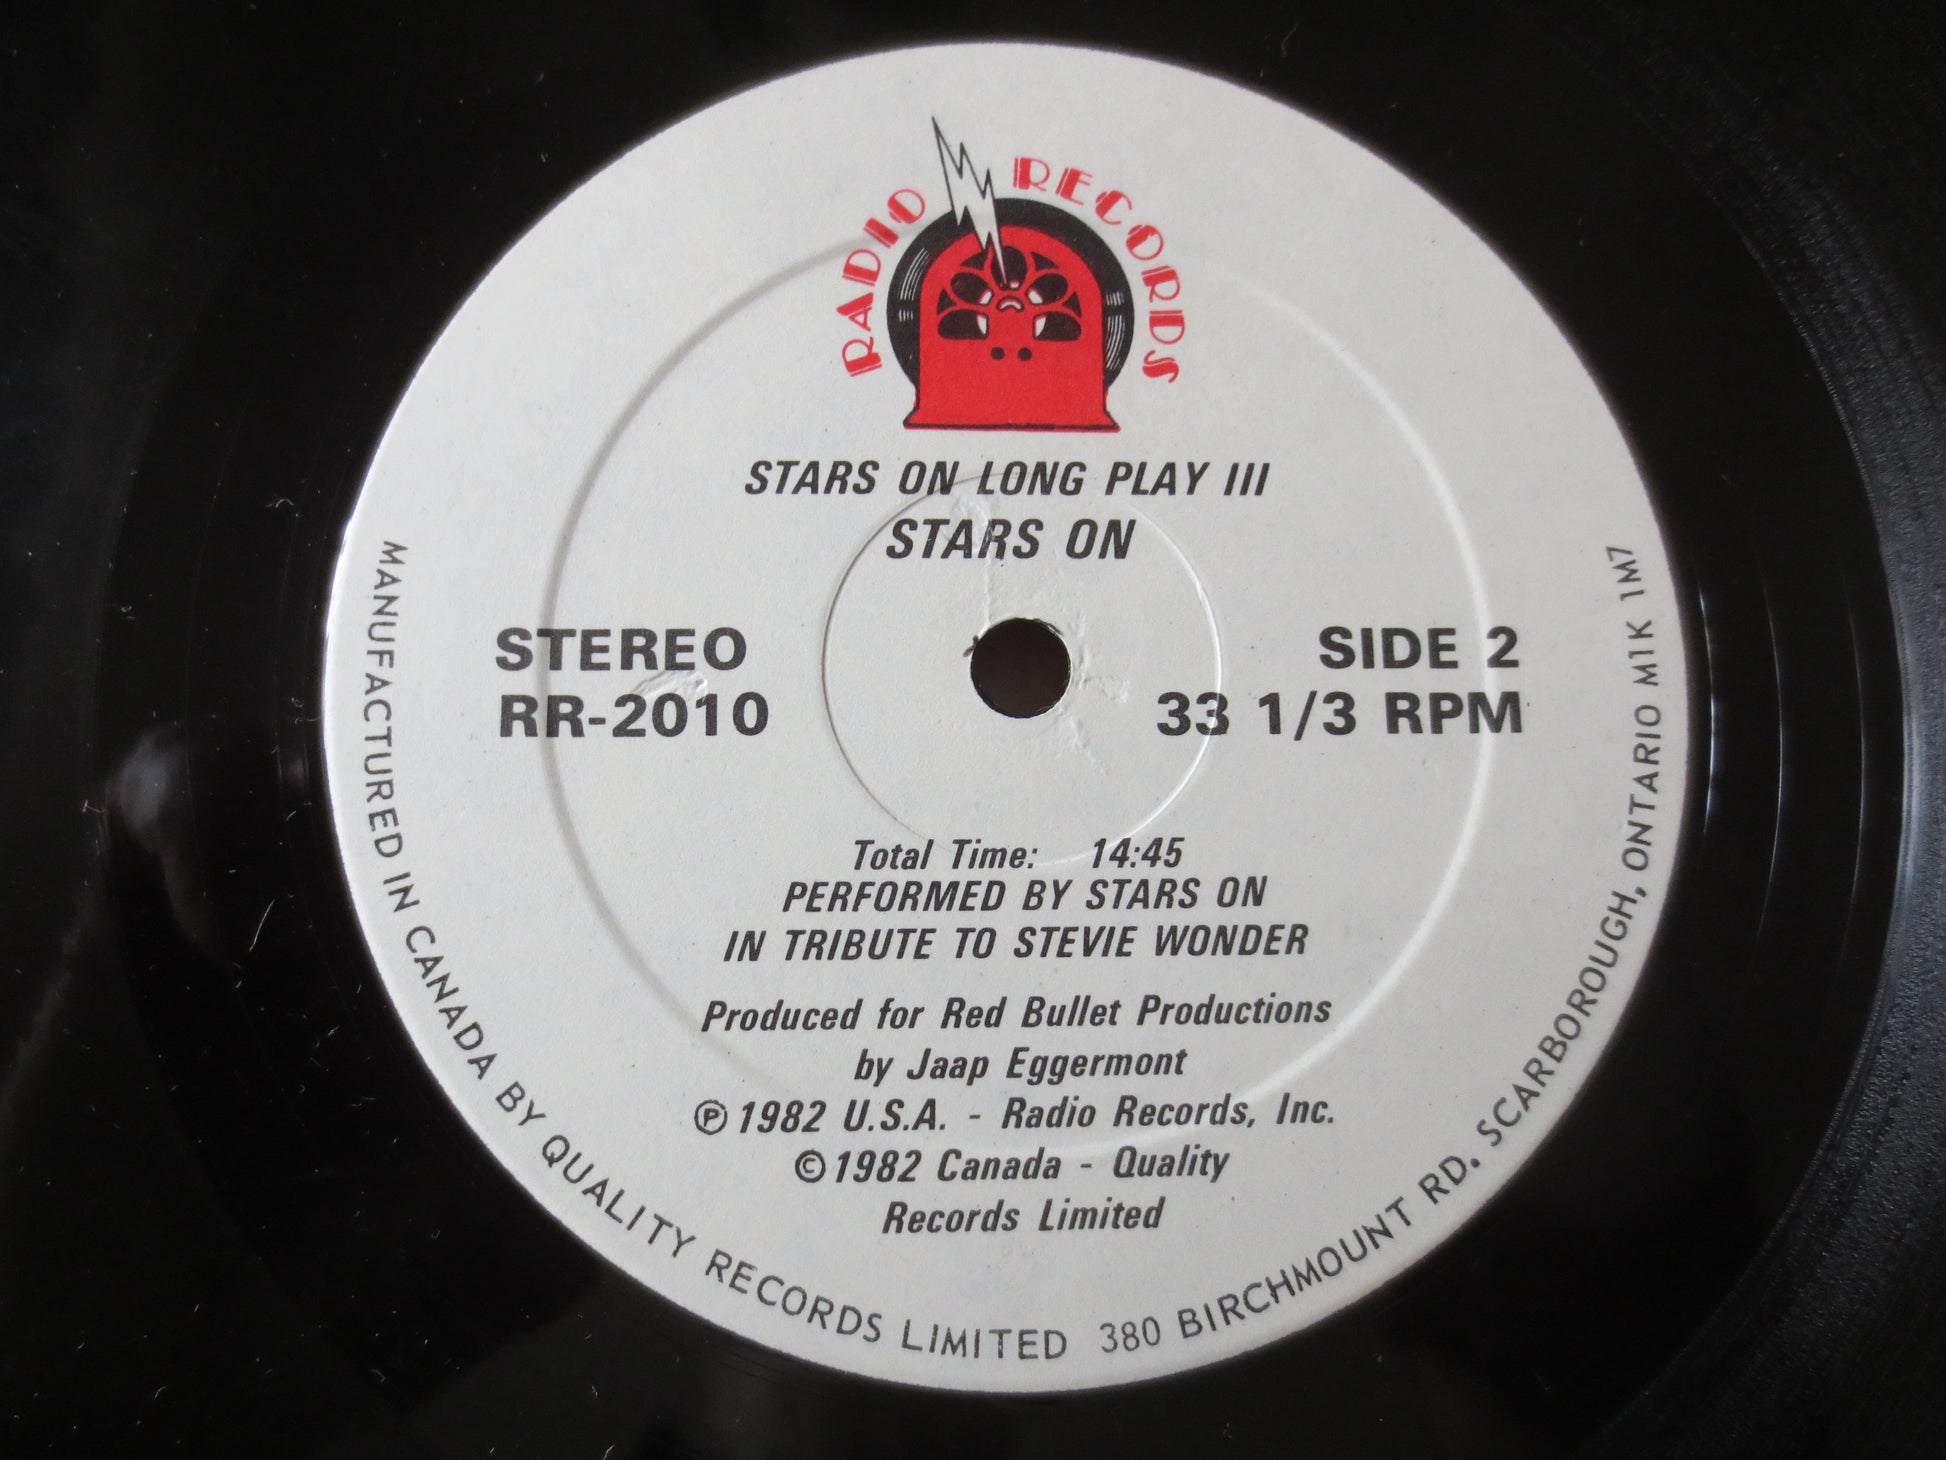 RADIO RECORDS
STARS ON LONG PLAY III
STARS ON
STEREO
RR-2010
SIDE 2
33 1/3 RPM
Total Time: 14:45
PERFORMED BY STARS ON
IN TRIBUTE TO STEVIE WONDER
Produced for Red Bullet Productions
by Jaap Eggermont
℗ 1982 U.S.A. - Radio Records, Inc.
© 1982 Canada - Quality
Records Limited
MANUFACTURED IN CANADA BY QUALITY RECORDS LIMITED 380 BIRCHMOUNT RD. SCARBOROUGH, ONTARIO M1K 1M7